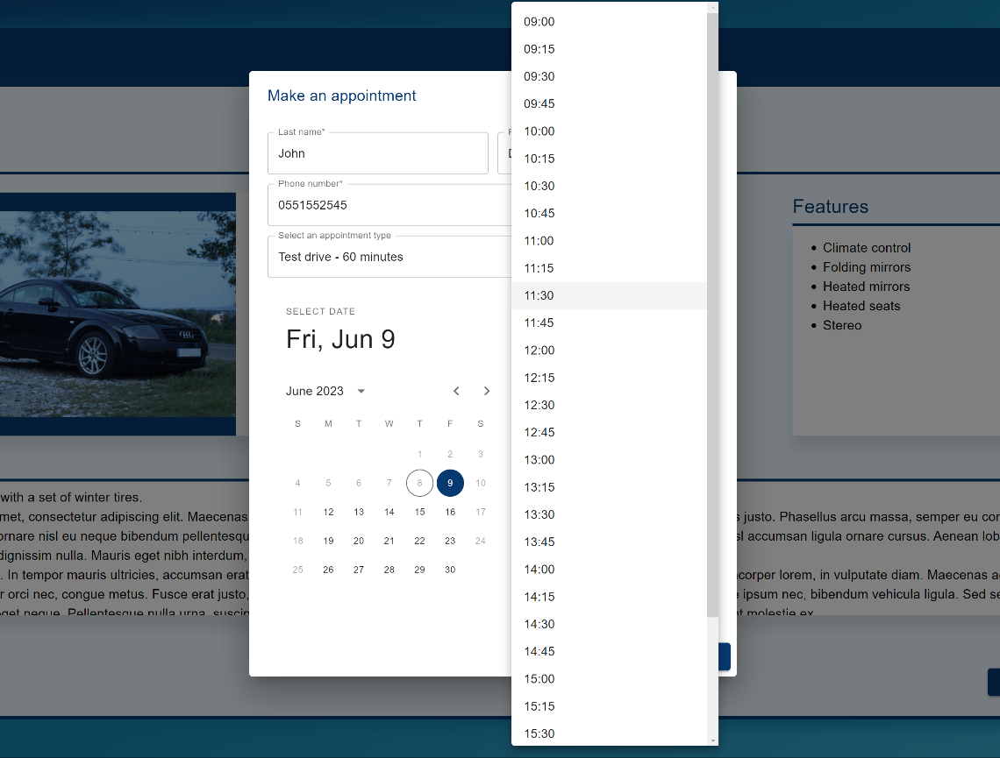 Make an appointment
Last name*
John
Phone number*
0551552545
Select an appointment type
Test drive - 60 minutes
SELECT DATE
Fri, Jun 9
June 2023
S M T W T F S
1 2 3
4 5 6 7 8 9 10
11 12 13 14 15 16 17
18 19 20 21 22 23 24
25 26 27 28 29 30
09:00
09:15
09:30
09:45
10:00
10:15
10:30
10:45
11:00
11:15
11:30
11:45
12:00
12:15
12:30
12:45
13:00
13:15
13:30
13:45
14:00
14:15
14:30
14:45
15:00
15:15
15:30
Features
Climate control
Folding mirrors
Heated mirrors
Heated seats
Stereo
with a set of winter tires.
met, consectetur adipiscing elit. Maecenas
ornare nisl eu neque bibendum pellentesqu
dignissim nulla. Mauris eget nibh interdum,
. In tempor mauris ultricies, accumsan erat
r orci nec, congue metus. Fusce erat justo,
eget neque. Pellentesque nulla urna, suscip
s justo. Phasellus arcu massa, semper eu cor
sl accumsan ligula ornare cursus. Aenean lob
corper lorem, in vulputate diam. Maecenas a
e ipsum nec, bibendum vehicula ligula. Sed se
nt molestie ex